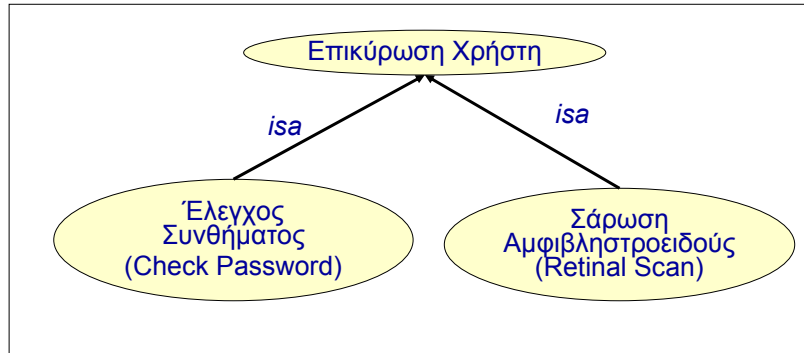 Επικύρωση Χρήστη
isa
isa
Έλεγχος
Συνθήματος
(Check Password)
Σάρωση
Αμφιβληστροειδούς
(Retinal Scan)